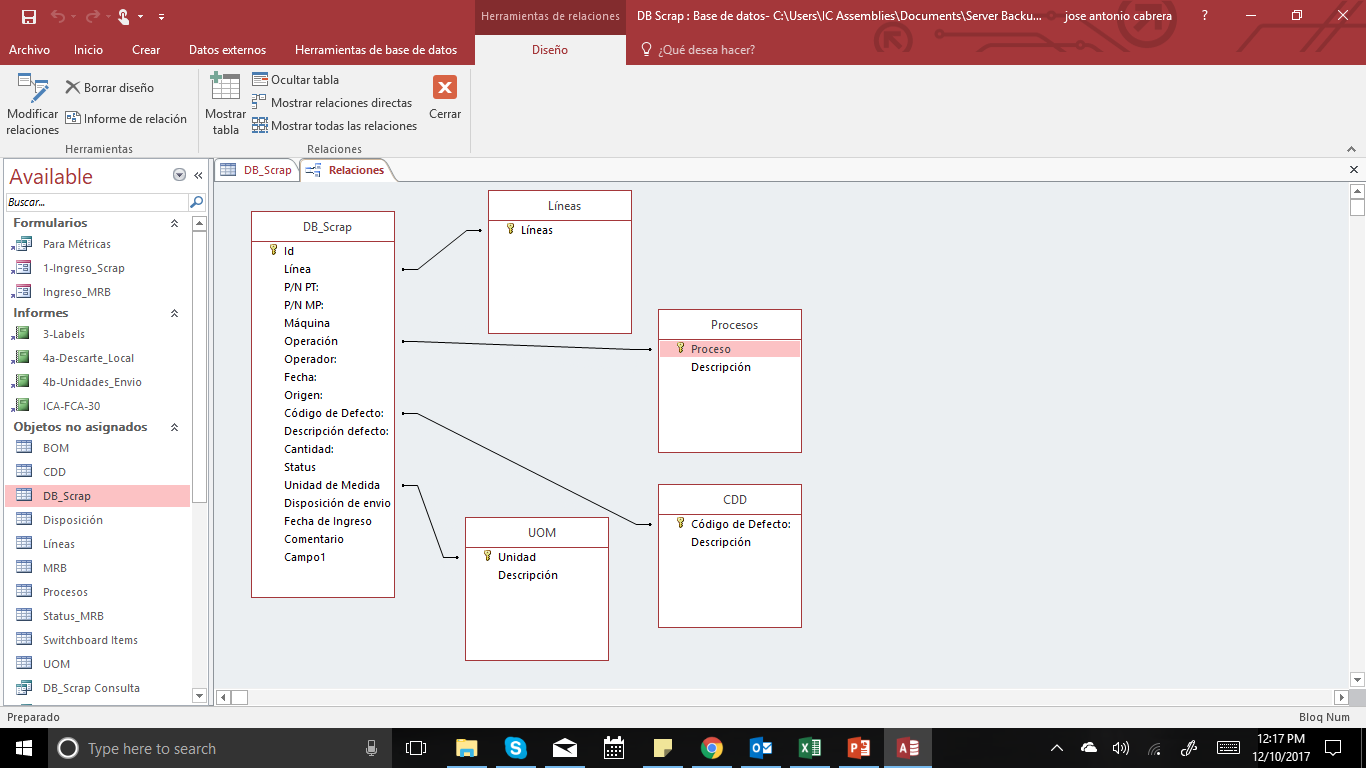 Herramientas de relaciones
DB Scrap : Base de datos- C:\Users\IC Assemblies\Documents\Server Backu...
jose antonio cabrera
?
Archivo
Inicio
Crear
Datos externos
Herramientas de base de datos
Diseño
¿Qué desea hacer?
Modificar
relaciones
Borrar diseño
Informe de relación
Herramientas
Mostrar
tabla
Ocultar tabla
Mostrar relaciones directas
Mostrar todas las relaciones
Relaciones
Cerrar
Available
Buscar...
Formularios
Para Métricas
1-Ingreso_Scrap
Ingreso_MRB
Informes
3-Labels
4a-Descarte_Local
4b-Unidades_Envio
ICA-FCA-30
Objetos no asignados
BOM
CDD
DB_Scrap
Disposición
Líneas
MRB
Procesos
Status_MRB
Switchboard Items
UOM
DB_Scrap Consulta
DB_Scrap
Relaciones
DB_Scrap
Id
Línea
P/N PT:
P/N MP:
Máquina
Operación
Operador:
Fecha:
Origen:
Código de Defecto:
Descripción defecto:
Cantidad:
Status
Unidad de Medida
Disposición de envio
Fecha de Ingreso
Comentario
Campo1
Líneas
Líneas
Procesos
Proceso
Descripción
CDD
Código de Defecto:
Descripción
UOM
Unidad
Descripción
Preparado
Bloq Num
Type here to search
12:17 PM
12/10/2017